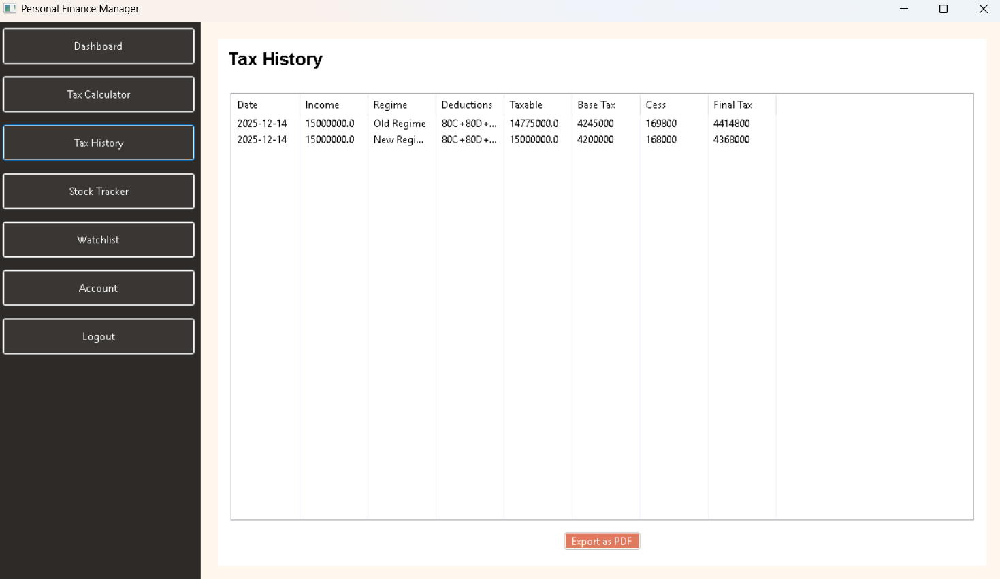 Personal Finance Manager
Dashboard
Tax Calculator
Tax History
Stock Tracker
Watchlist
Account
Logout
Tax History
Date Income Regime Deductions Taxable Base Tax Cess Final Tax
2025-12-14 15000000.0 Old Regime 80C+80D+... 14775000.0 4245000 169800 4414800
2025-12-14 15000000.0 New Regi... 80C+80D+... 15000000.0 4200000 168000 4368000
Export as PDF